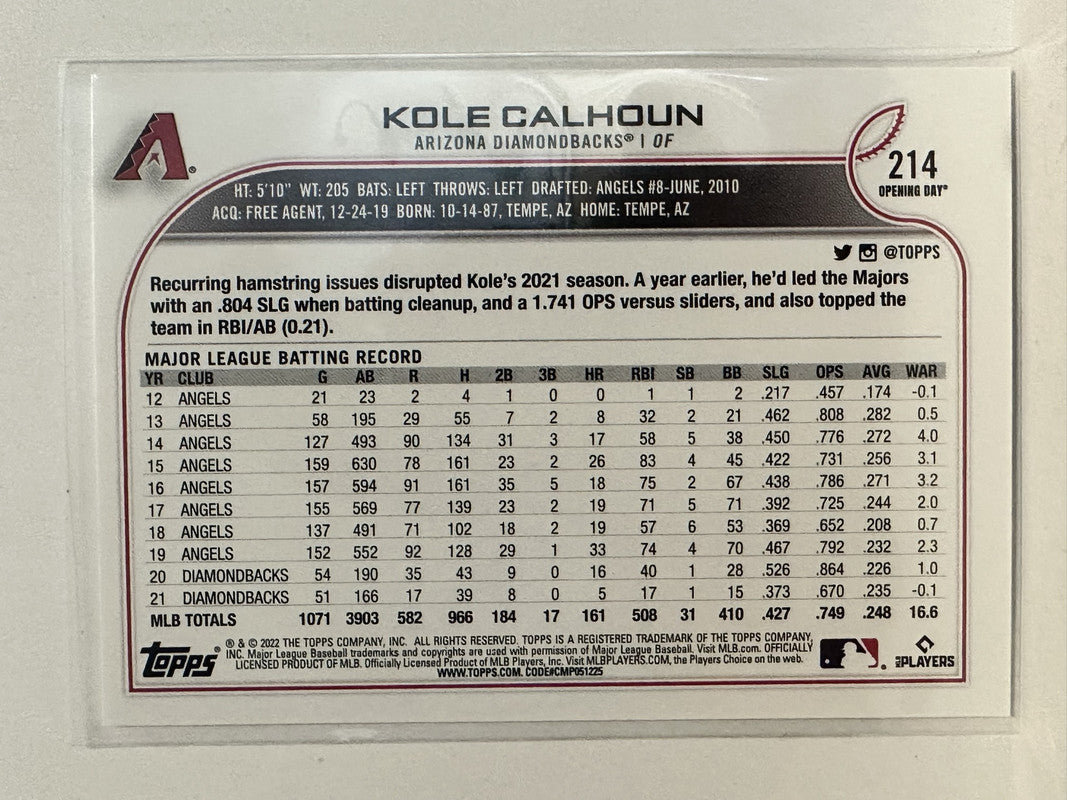 KOLE CALHOUN
ARIZONA DIAMONDBACKS® | OF
214
OPENING DAY®
HT: 5'10" WT: 205 BATS: LEFT THROWS: LEFT DRAFTED: ANGELS #8-JUNE, 2010
ACQ: FREE AGENT, 12-24-19 BORN: 10-14-87, TEMPE, AZ HOME: TEMPE, AZ
@TOPPS
Recurring hamstring issues disrupted Kole's 2021 season. A year earlier, he'd led the Majors
with an .804 SLG when batting cleanup, and a 1.741 OPS versus sliders, and also topped the
team in RBI/AB (0.21).
MAJOR LEAGUE BATTING RECORD
YR CLUB G AB R H 2B 3B HR RBI SB BB SLG OPS AVG WAR
12 ANGELS 21 23 2 4 1 0 0 1 1 2 .217 .457 .174 -0.1
13 ANGELS 58 195 29 55 7 2 8 32 2 21 .462 .808 .282 0.5
14 ANGELS 127 493 90 134 31 3 17 58 5 38 .450 .776 .272 4.0
15 ANGELS 159 630 78 161 23 2 26 83 4 45 .422 .731 .256 3.1
16 ANGELS 157 594 91 161 35 5 18 75 2 67 .438 .786 .271 3.2
17 ANGELS 155 569 77 139 23 2 19 71 5 71 .392 .725 .244 2.0
18 ANGELS 137 491 71 102 18 2 19 57 6 53 .369 .652 .208 0.7
19 ANGELS 152 552 92 128 29 1 33 74 4 70 .467 .792 .232 2.3
20 DIAMONDBACKS 54 190 35 43 9 0 16 40 1 28 .526 .864 .226 1.0
21 DIAMONDBACKS 51 166 17 39 8 0 5 17 1 15 .373 .670 .235 -0.1
MLB TOTALS 1071 3903 582 966 184 17 161 508 31 410 .427 .749 .248 16.6
Topps®
® & © 2022 THE TOPPS COMPANY, INC. ALL RIGHTS RESERVED. TOPPS IS A REGISTERED TRADEMARK OF THE TOPPS COMPANY,
INC. Major League Baseball trademarks and copyrights are used with permission of Major League Baseball. Visit MLB.com. OFFICIALLY
LICENSED PRODUCT OF MLB. Officially Licensed Product of MLB Players, Inc. Visit MLBPLAYERS.COM, the Players Choice on the web.
WWW.TOPPS.COM. CODE#CMP051225
MLB PLAYERS